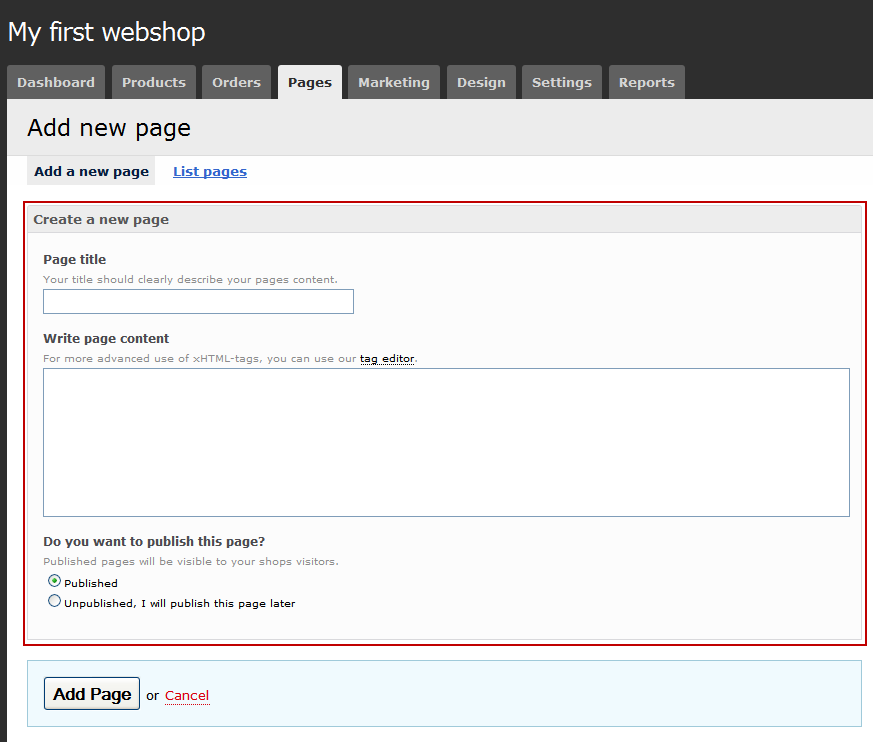 My first webshop
Dashboard Products Orders Pages Marketing Design Settings Reports
Add new page
Add a new page List pages
Create a new page
Page title
Your title should clearly describe your pages content.
Write page content
For more advanced use of xHTML-tags, you can use our tag editor.
Do you want to publish this page?
Published pages will be visible to your shops visitors.
Published
Unpublished, I will publish this page later
Add Page or Cancel